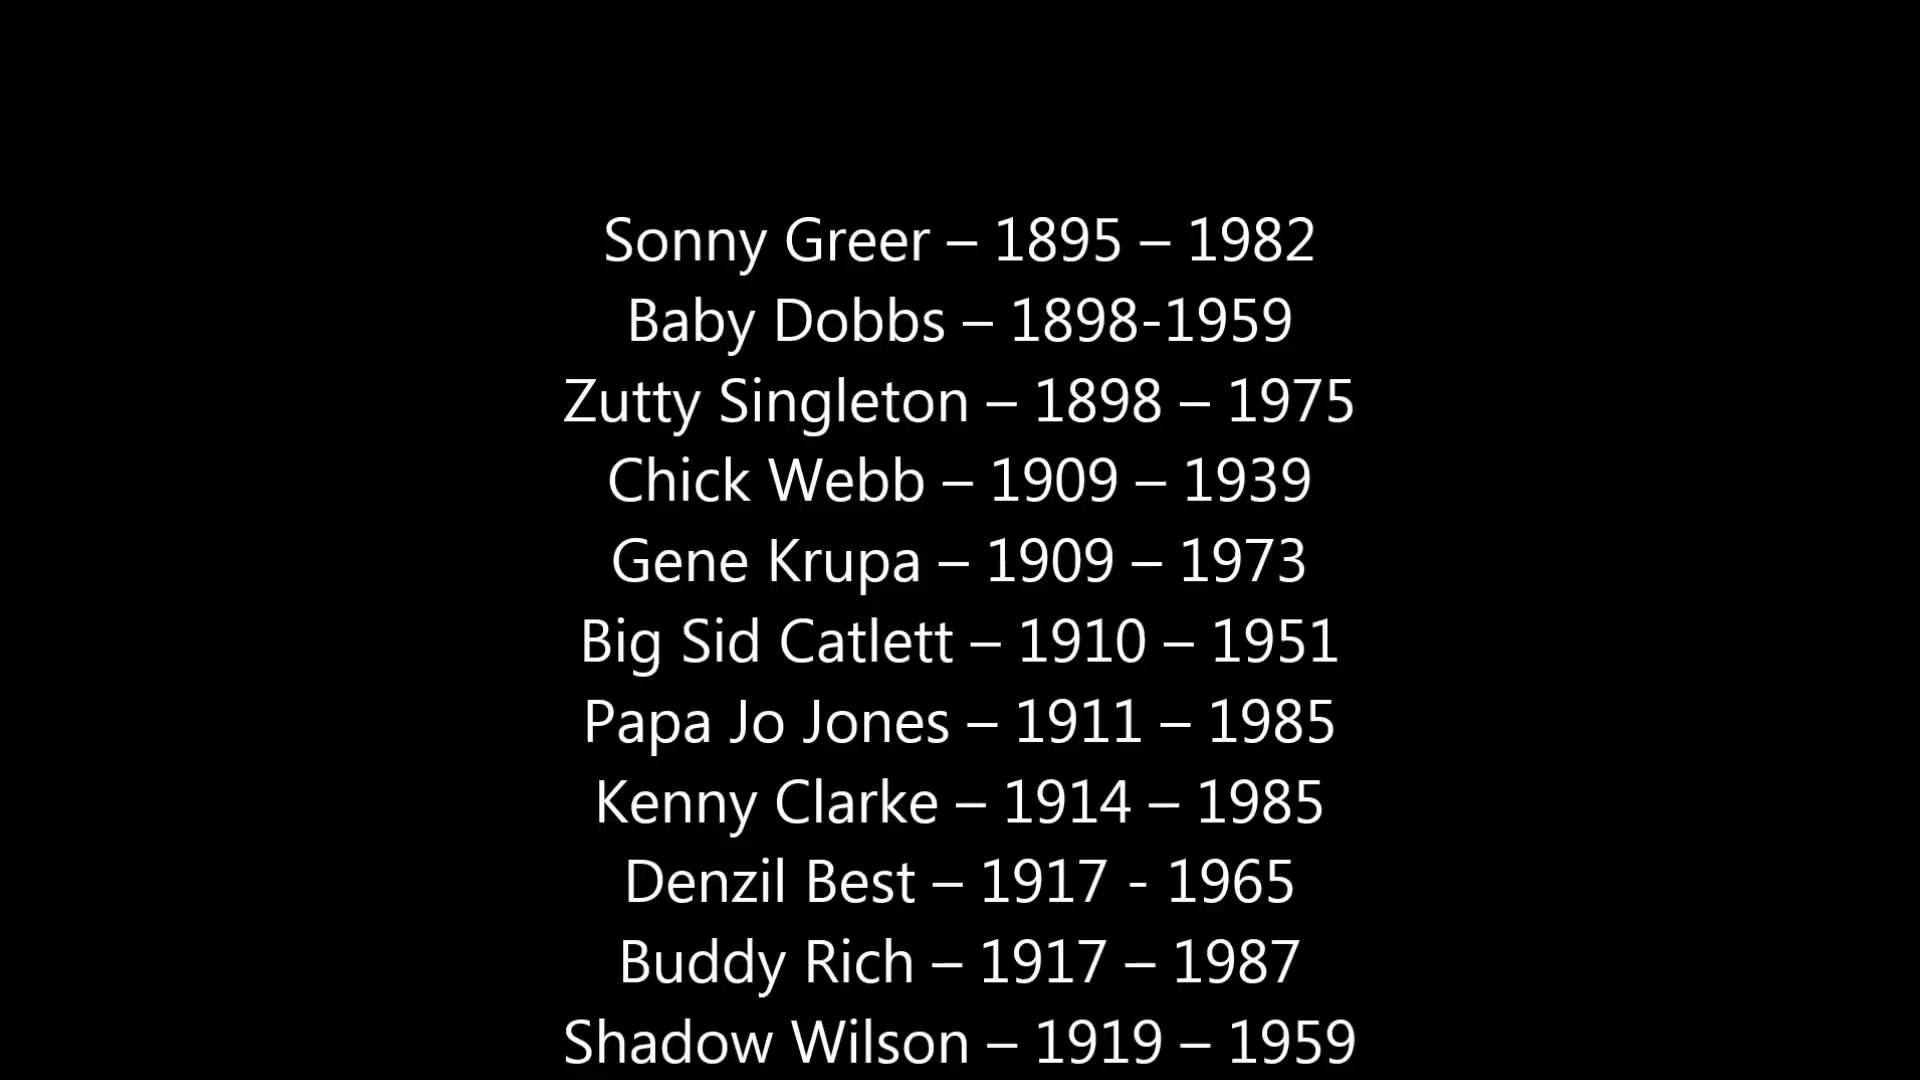 Sonny Greer – 1895 – 1982
Baby Dobbs – 1898-1959
Zutty Singleton – 1898 – 1975
Chick Webb – 1909 – 1939
Gene Krupa – 1909 – 1973
Big Sid Catlett – 1910 – 1951
Papa Jo Jones – 1911 – 1985
Kenny Clarke – 1914 – 1985
Denzil Best – 1917 - 1965
Buddy Rich – 1917 – 1987
Shadow Wilson – 1919 – 1959